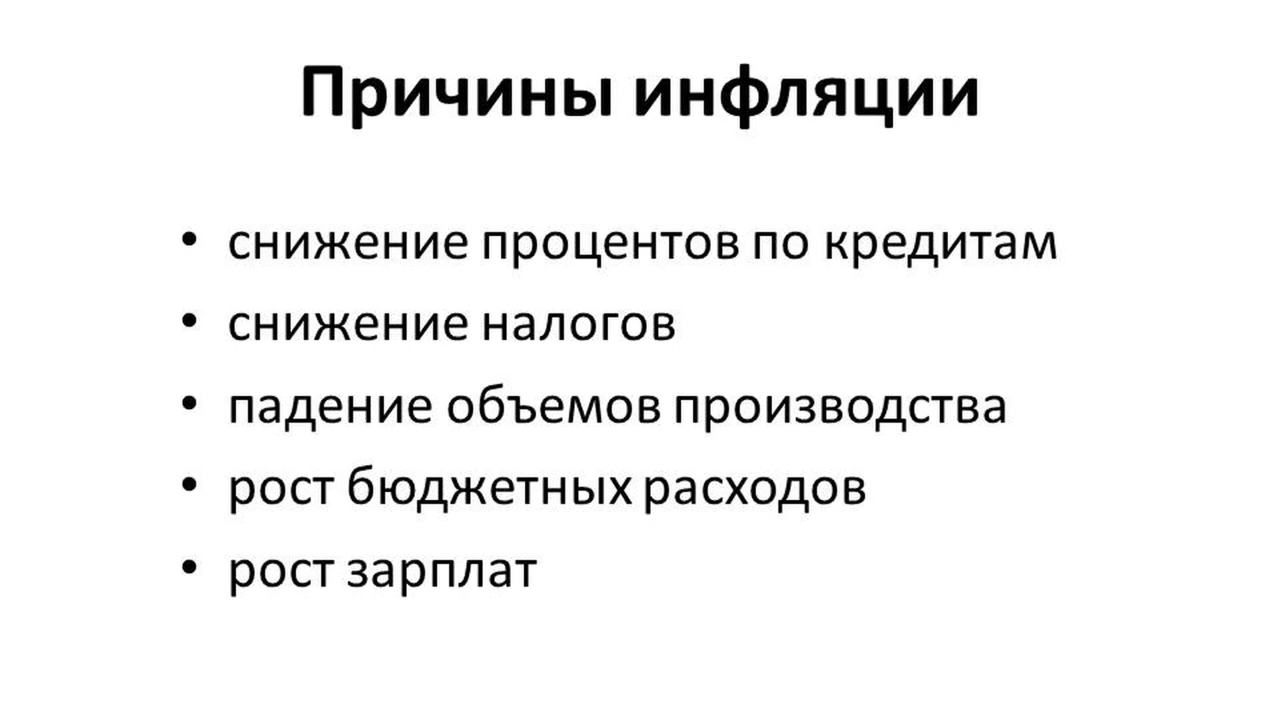 Причины инфляции
• снижение процентов по кредитам
• снижение налогов
• падение объемов производства
• рост бюджетных расходов
• рост зарплат